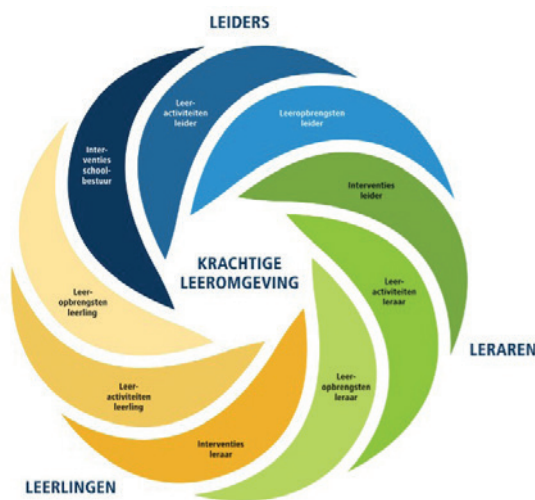 LEIDERS
Leer-
activiteiten
leider
Leeropbrengsten
leider
Inter-
venties
school-
bestuur
Interventies
leider
KRACHTIGE
LEEROMGEVING
Leer-
activiteiten
leraar
Leer-
opbrengsten
leerling
LERAREN
Leer-
opbrengsten
leraar
Leer-
activiteiten
leerling
Interventies
leraar
LEERLINGEN